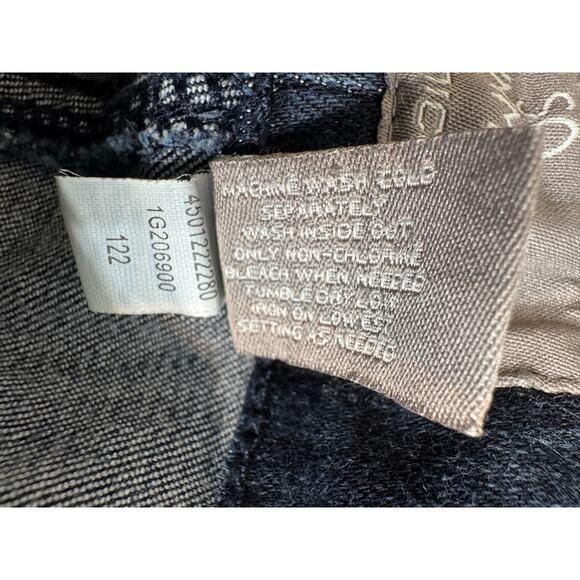 4501222280
1G206900
122
MACHINE WASH COLD
SEPARATELY
WASH INSIDE OUT
ONLY NON-CHLORINE
BLEACH WHEN NEEDED
TUMBLE DRY LOW
IRON ON LOWEST
SETTING AS NEEDED